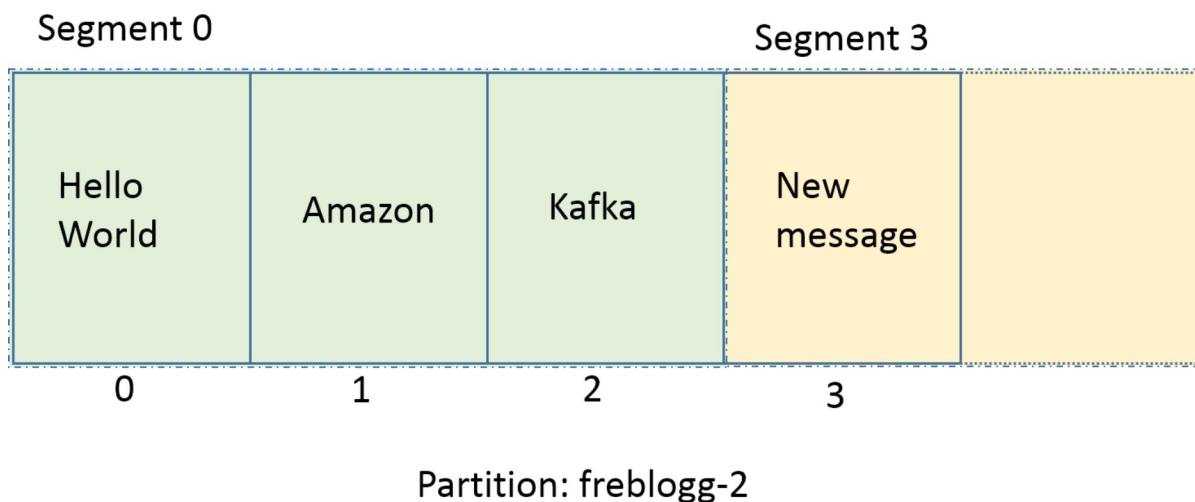 Segment 0
Segment 3
Hello
World
Amazon
Kafka
New
message
0
1
2
3
Partition: freblogg-2